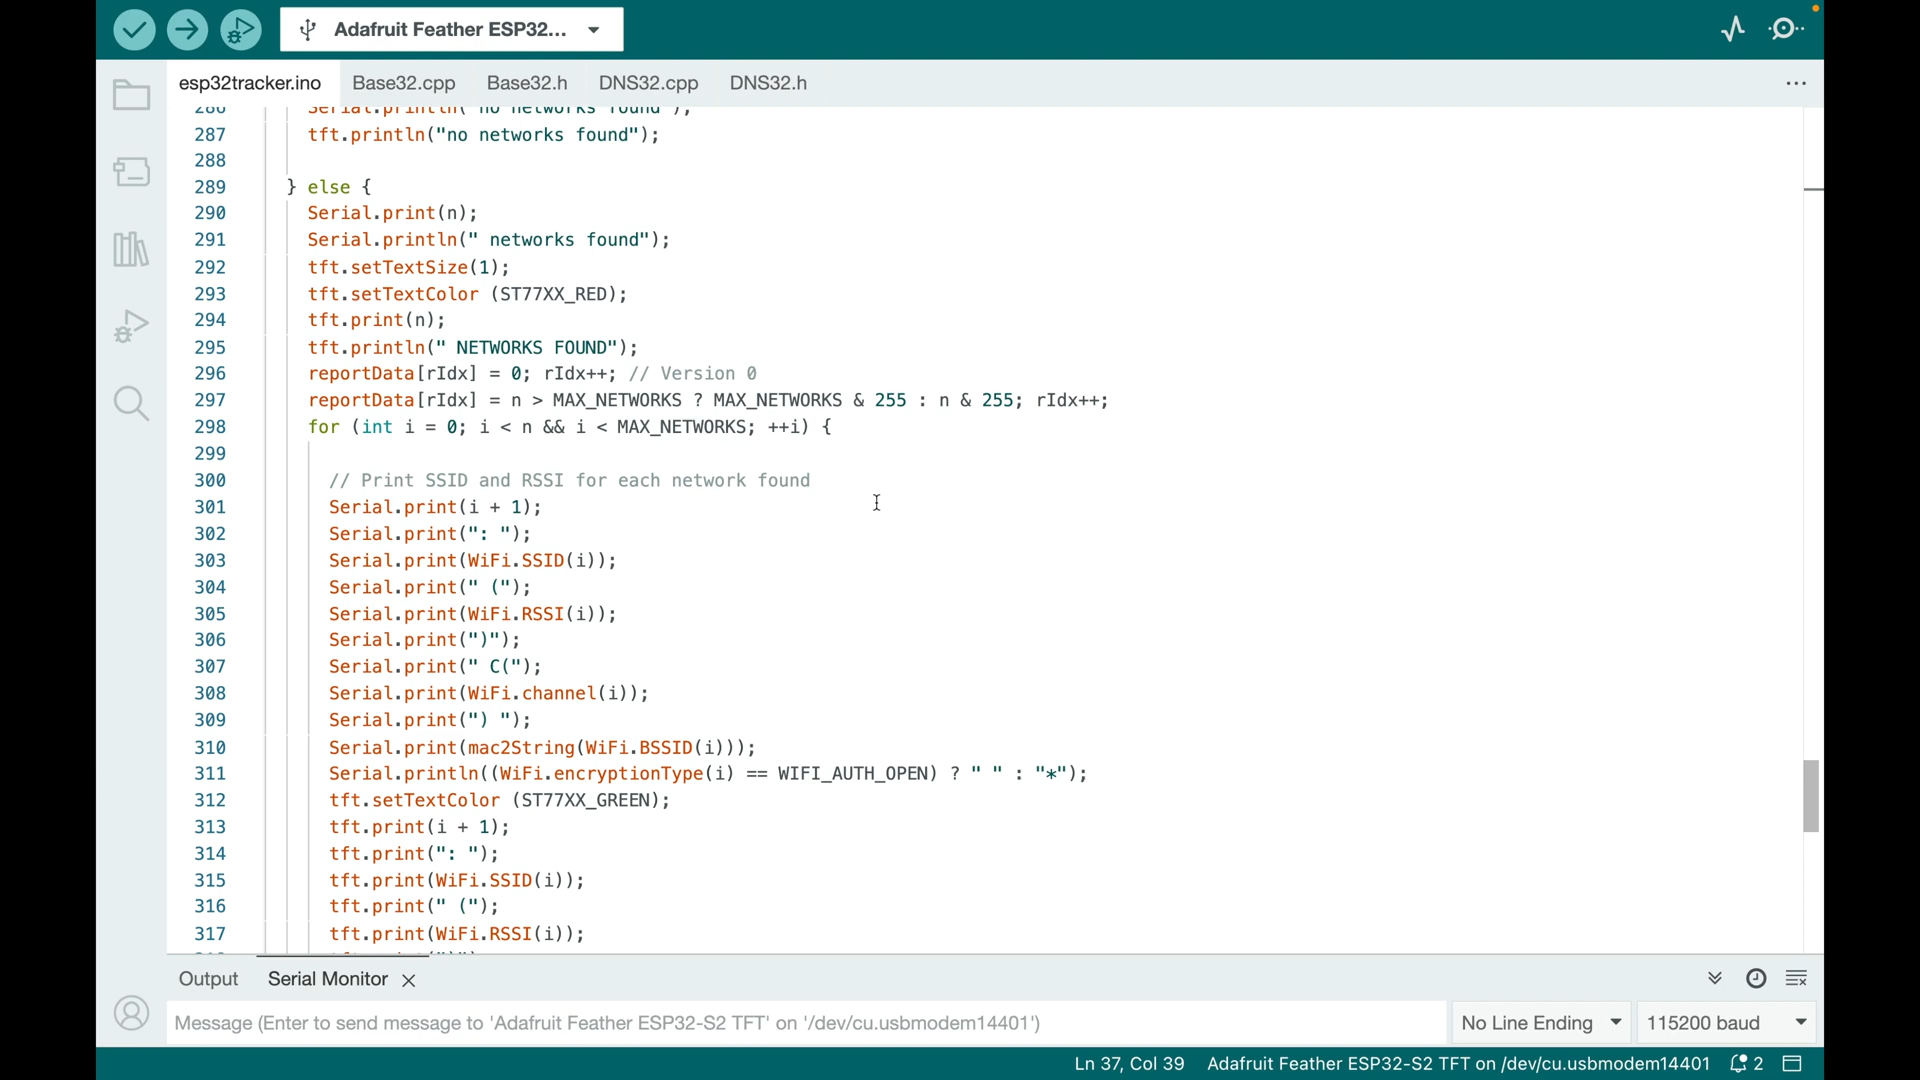 Adafruit Feather ESP32...
esp32tracker.ino Base32.cpp Base32.h DNS32.cpp DNS32.h
286 Serial.println("no networks found");
287 tft.println("no networks found");
288
289 } else {
290 Serial.print(n);
291 Serial.println(" networks found");
292 tft.setTextSize(1);
293 tft.setTextColor (ST77XX_RED);
294 tft.print(n);
295 tft.println(" NETWORKS FOUND");
296 reportData[rIdx] = 0; rIdx++; // Version 0
297 reportData[rIdx] = n > MAX_NETWORKS ? MAX_NETWORKS & 255 : n & 255; rIdx++;
298 for (int i = 0; i < n && i < MAX_NETWORKS; ++i) {
299
300 // Print SSID and RSSI for each network found
301 Serial.print(i + 1);
302 Serial.print(": ");
303 Serial.print(WiFi.SSID(i));
304 Serial.print(" (");
305 Serial.print(WiFi.RSSI(i));
306 Serial.print(")");
307 Serial.print(" C(");
308 Serial.print(WiFi.channel(i));
309 Serial.print(") ");
310 Serial.print(mac2String(WiFi.BSSID(i)));
311 Serial.println((WiFi.encryptionType(i) == WIFI_AUTH_OPEN) ? " " : "*");
312 tft.setTextColor (ST77XX_GREEN);
313 tft.print(i + 1);
314 tft.print(": ");
315 tft.print(WiFi.SSID(i));
316 tft.print(" (");
317 tft.print(WiFi.RSSI(i));
Output Serial Monitor
Message (Enter to send message to 'Adafruit Feather ESP32-S2 TFT' on '/dev/cu.usbmodem14401') No Line Ending 115200 baud
Ln 37, Col 39 Adafruit Feather ESP32-S2 TFT on /dev/cu.usbmodem14401 2